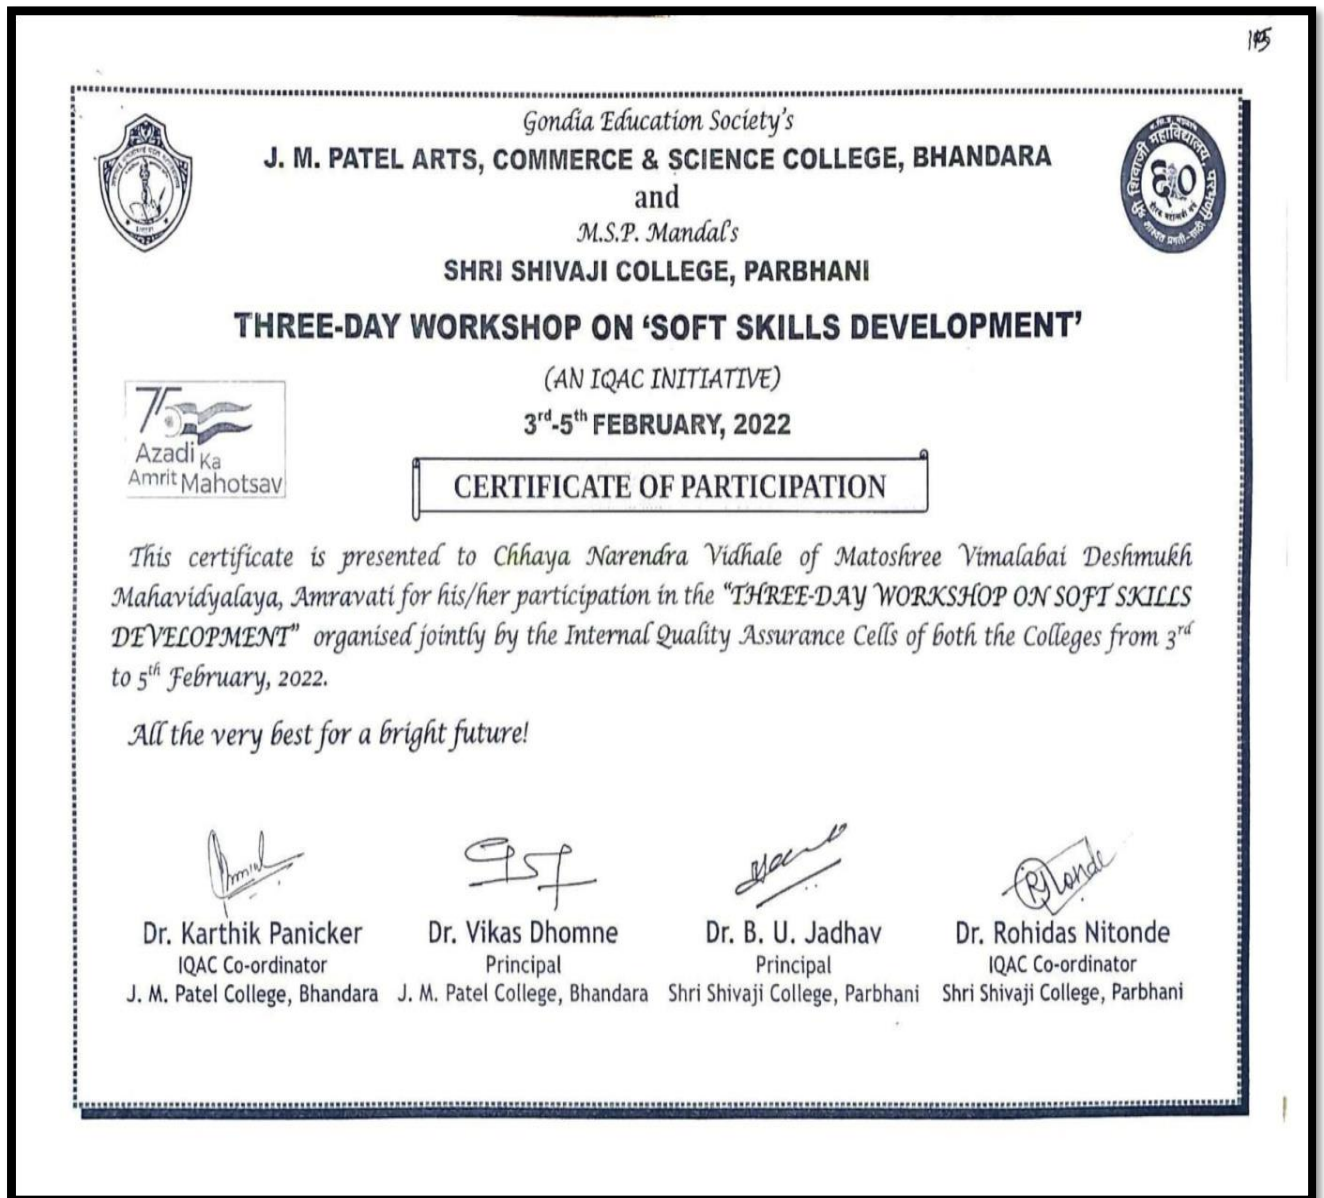 Gondia Education Society's
J. M. PATEL ARTS, COMMERCE & SCIENCE COLLEGE, BHANDARA
and
M.S.P. Mandal's
SHRI SHIVAJI COLLEGE, PARBHANI
THREE-DAY WORKSHOP ON ‘SOFT SKILLS DEVELOPMENT’
(AN IQAC INITIATIVE)
3rd-5th FEBRUARY, 2022
75
Azadi Ka
Amrit Mahotsav
CERTIFICATE OF PARTICIPATION
This certificate is presented to Chhaya Narendra Vidhale of Matoshree Vimalabai Deshmukh
Mahavidyalaya, Amravati for his/her participation in the “THREE-DAY WORKSHOP ON SOFT SKILLS
DEVELOPMENT” organised jointly by the Internal Quality Assurance Cells of both the Colleges from 3rd
to 5th February, 2022.
All the very best for a bright future!
Dr. Karthik Panicker Dr. Vikas Dhomne Dr. B. U. Jadhav Dr. Rohidas Nitonde
IQAC Co-ordinator Principal Principal IQAC Co-ordinator
J. M. Patel College, Bhandara J. M. Patel College, Bhandara Shri Shivaji College, Parbhani Shri Shivaji College, Parbhani
६०
श्री शिवाजी महाविद्यालय